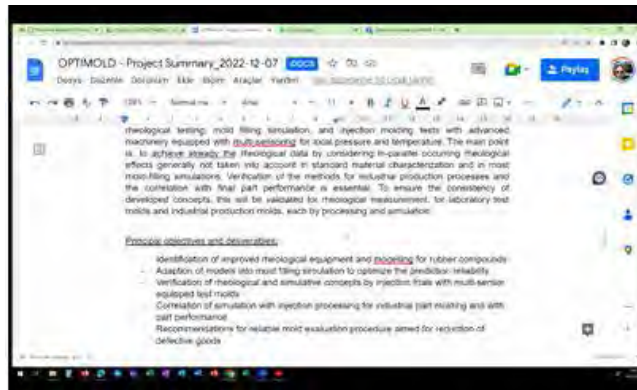 OPTIMOLD - Project Summary_2022-12-07 .DOCX
Dosya Düzenle Görünüm Ekle Biçim Araçlar Yardım
Paylaş
Normal 11 B I U A
rheological testing, mold filling simulation, and injection molding tests with advanced
machinery equipped with multi-sensoring for local pressure and temperature. The main point
is, to achieve already the rheological data by considering in-parallel occurring rheological
effects generally not taken into account in standard material characterization and in most
mold-filling simulations. Verification of the methods for industrial production processes and
the correlation with final part performance is essential. To ensure the consistency of
developed concepts, this will be validated for rheological measurement, for laboratory test
molds and industrial production molds, each by processing and simulation.
Principal objectives and deliverables:
Identification of improved rheological equipment and modelling for rubber compounds
- Adaption of models into mold filling simulation to optimize the prediction reliability
- Verification of rheological and simulative concepts by injection trials with multi-sensor
equipped test molds
Correlation of simulation with injection processing for industrial part molding and with
part performance
Recommendations for reliable mold evaluation procedure aimed for reduction of
defective goods